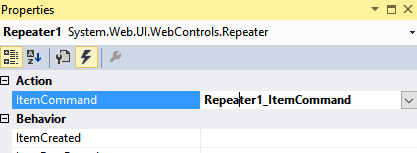 Properties
Repeater1 System.Web.UI.WebControls.Repeater
Action
ItemCommand Repeater1_ItemCommand
Behavior
ItemCreated